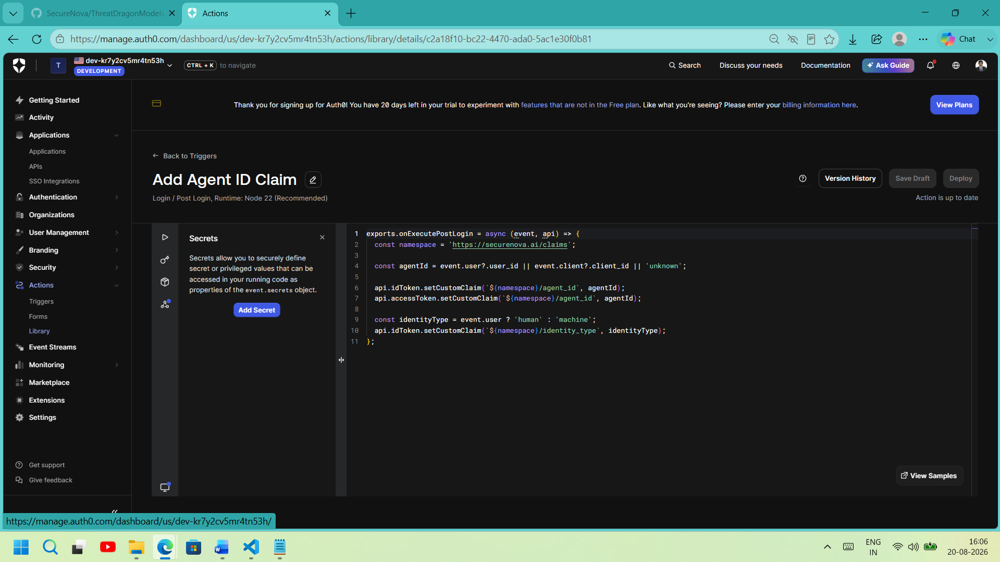 SecureNova/ThreatDragonModels
Actions
https://manage.auth0.com/dashboard/us/dev-kr7y2cv5mr4tn53h/actions/library/details/c2a18f10-bc22-4470-ada0-5ac1e30f0b81
Chat
T
dev-kr7y2cv5mr4tn53h
DEVELOPMENT
CTRL + K to navigate
Search
Discuss your needs
Documentation
Ask Guide
Getting Started
Activity
Applications
Applications
APIs
SSO Integrations
Authentication
Organizations
User Management
Branding
Security
Actions
Triggers
Forms
Library
Event Streams
Monitoring
Marketplace
Extensions
Settings
Get support
Give feedback
Thank you for signing up for Auth0! You have 20 days left in your trial to experiment with features that are not in the Free plan. Like what you're seeing? Please enter your billing information here.
View Plans
Back to Triggers
Add Agent ID Claim
Login / Post Login, Runtime: Node 22 (Recommended)
Version History
Save Draft
Deploy
Action is up to date
Secrets
Secrets allow you to securely define
secret or privileged values that can be
accessed in your running code as
properties of the event.secrets object.
Add Secret
1 exports.onExecutePostLogin = async (event, api) => {
2 const namespace = 'https://securenova.ai/claims';
3
4 const agentId = event.user?.user_id || event.client?.client_id || 'unknown';
5
6 api.idToken.setCustomClaim(`${namespace}/agent_id`, agentId);
7 api.accessToken.setCustomClaim(`${namespace}/agent_id`, agentId);
8
9 const identityType = event.user ? 'human' : 'machine';
10 api.idToken.setCustomClaim(`${namespace}/identity_type`, identityType);
11 };
View Samples
https://manage.auth0.com/dashboard/us/dev-kr7y2cv5mr4tn53h/
W
ENG
IN
16:06
20-08-2026